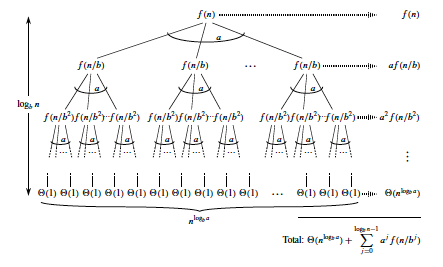 f(n) f(n)
a
f(n/b) f(n/b) ··· f(n/b) af(n/b)
a a a
log_b n
f(n/b²) f(n/b²)···f(n/b²) f(n/b²) f(n/b²)···f(n/b²) f(n/b²) f(n/b²)···f(n/b²) a² f(n/b²)
a a a a a a a a a
··· ··· ··· ··· ··· ··· ··· ··· ··· ⋮
Θ(1) Θ(1) Θ(1) Θ(1) Θ(1) Θ(1) Θ(1) Θ(1) Θ(1) Θ(1) ··· Θ(1) Θ(1) Θ(1) Θ(n^{log_b a})
n^{log_b a}
Total: Θ(n^{log_b a}) + ∑_{j=0}^{log_b n−1} a^j f(n/b^j)